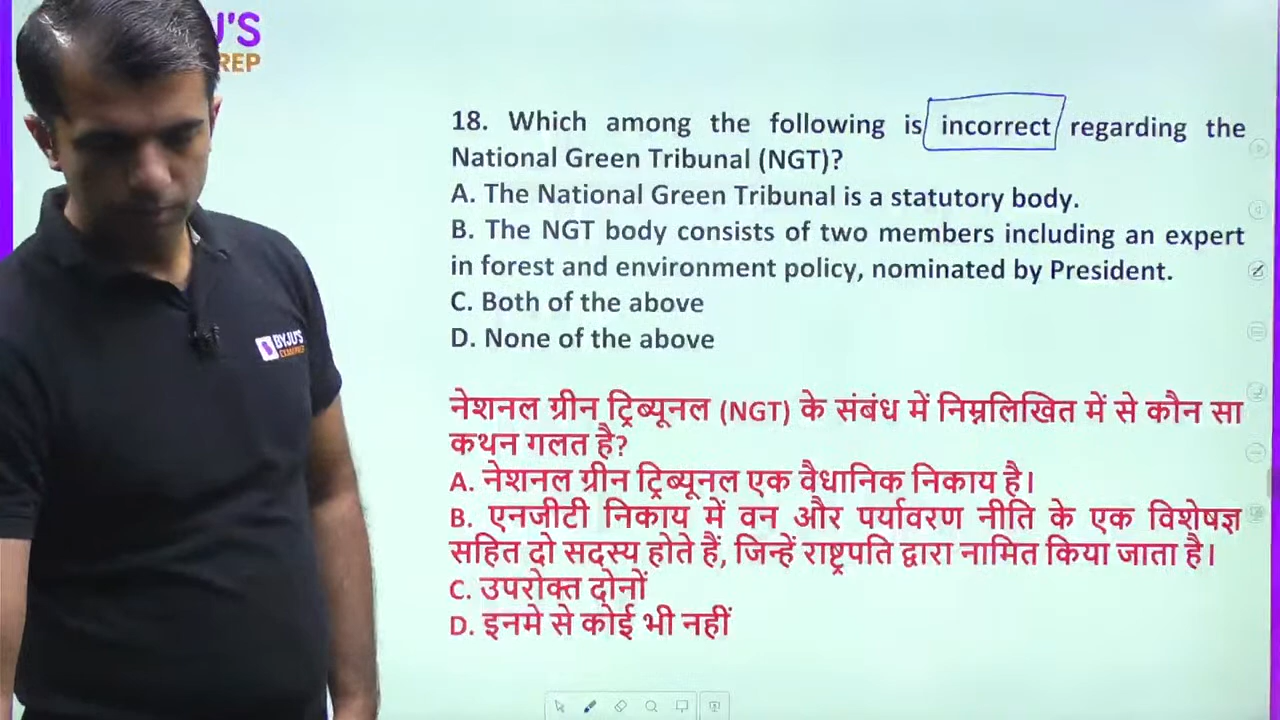 J'S
REP
BYJU'S
18. Which among the following is incorrect regarding the
National Green Tribunal (NGT)?
A. The National Green Tribunal is a statutory body.
B. The NGT body consists of two members including an expert
in forest and environment policy, nominated by President.
C. Both of the above
D. None of the above
नेशनल ग्रीन ट्रिब्यूनल (NGT) के संबंध में निम्नलिखित में से कौन सा
कथन गलत है?
A. नेशनल ग्रीन ट्रिब्यूनल एक वैधानिक निकाय है।
B. एनजीटी निकाय में वन और पर्यावरण नीति के एक विशेषज्ञ
सहित दो सदस्य होते हैं, जिन्हें राष्ट्रपति द्वारा नामित किया जाता है।
C. उपरोक्त दोनों
D. इनमे से कोई भी नहीं